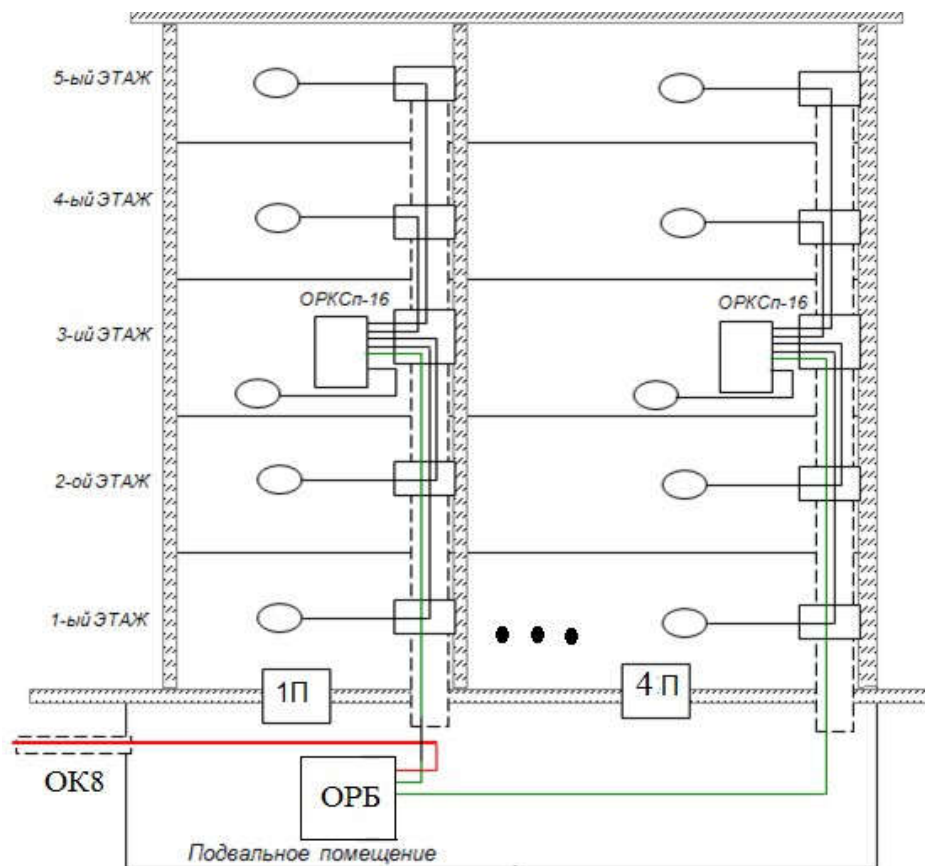 5-ый ЭТАЖ
4-ый ЭТАЖ
ОРКСп-16
ОРКСп-16
3-ий ЭТАЖ
2-ой ЭТАЖ
1-ый ЭТАЖ
1П
4 П
ОК8
ОРБ
Подвальное помещение